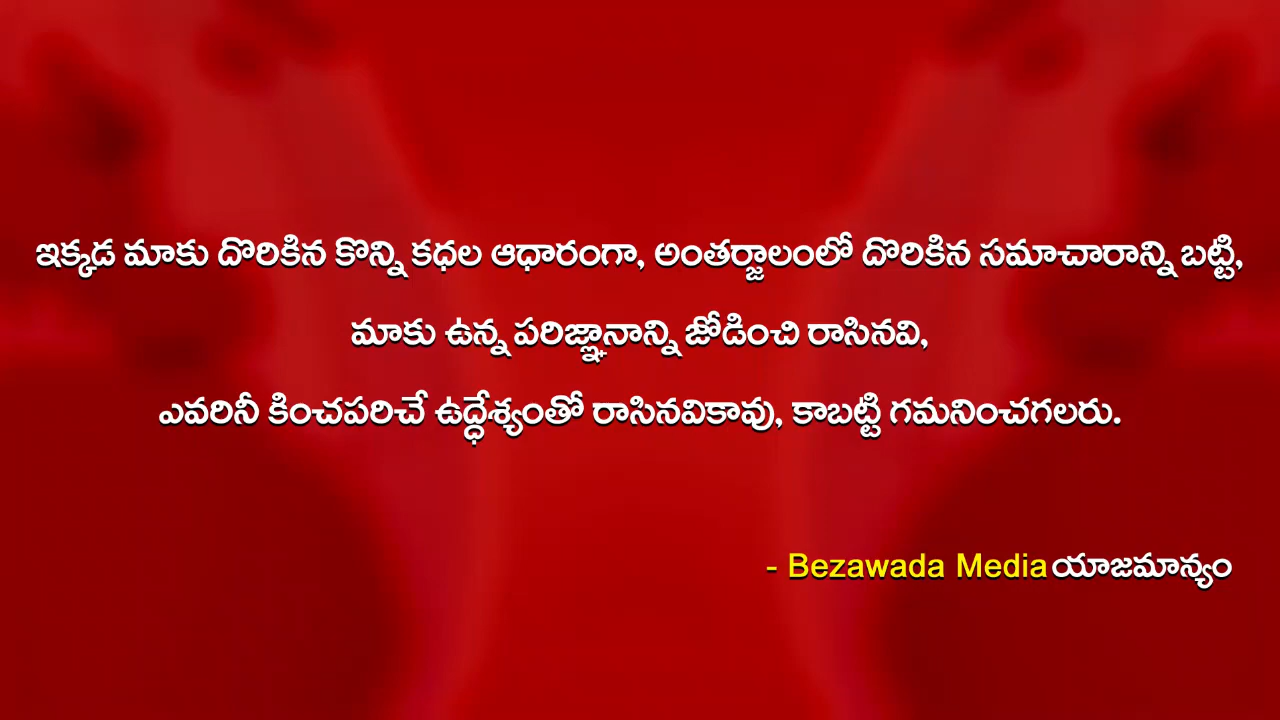 ఇక్కడ మాకు దొరికిన కొన్ని కధల ఆధారంగా, అంతర్జాలంలో దొరికిన సమాచారాన్ని బట్టి,
మాకు ఉన్న పరిజ్ఞానాన్ని జోడించి రాసినవి,
ఎవరినీ కించపరిచే ఉద్ధేశ్యంతో రాసినవికావు, కాబట్టి గమనించగలరు.
- Bezawada Media యాజమాన్యం